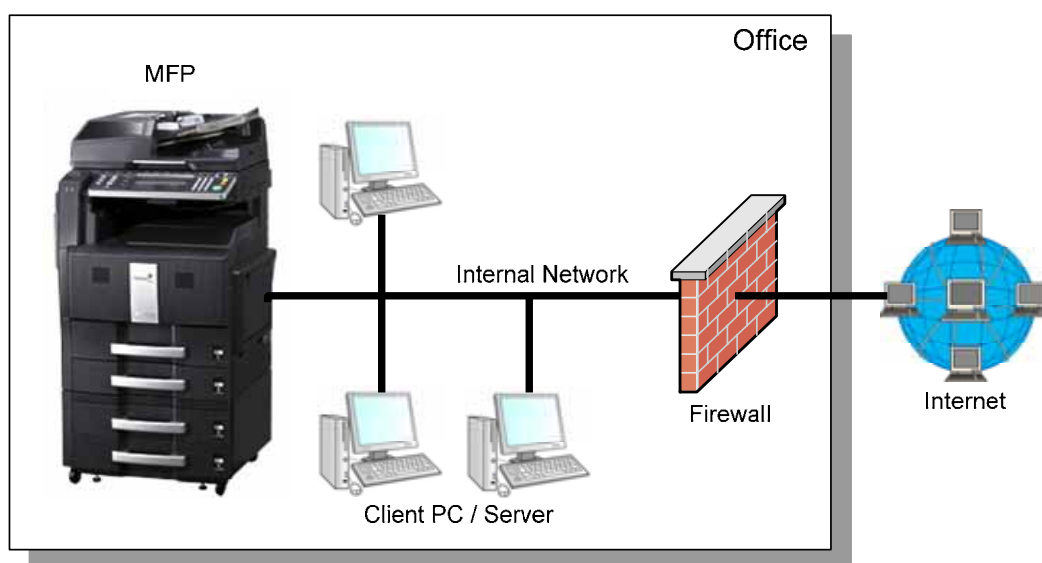 Office
MFP
Internal Network
Firewall
Internet
Client PC / Server